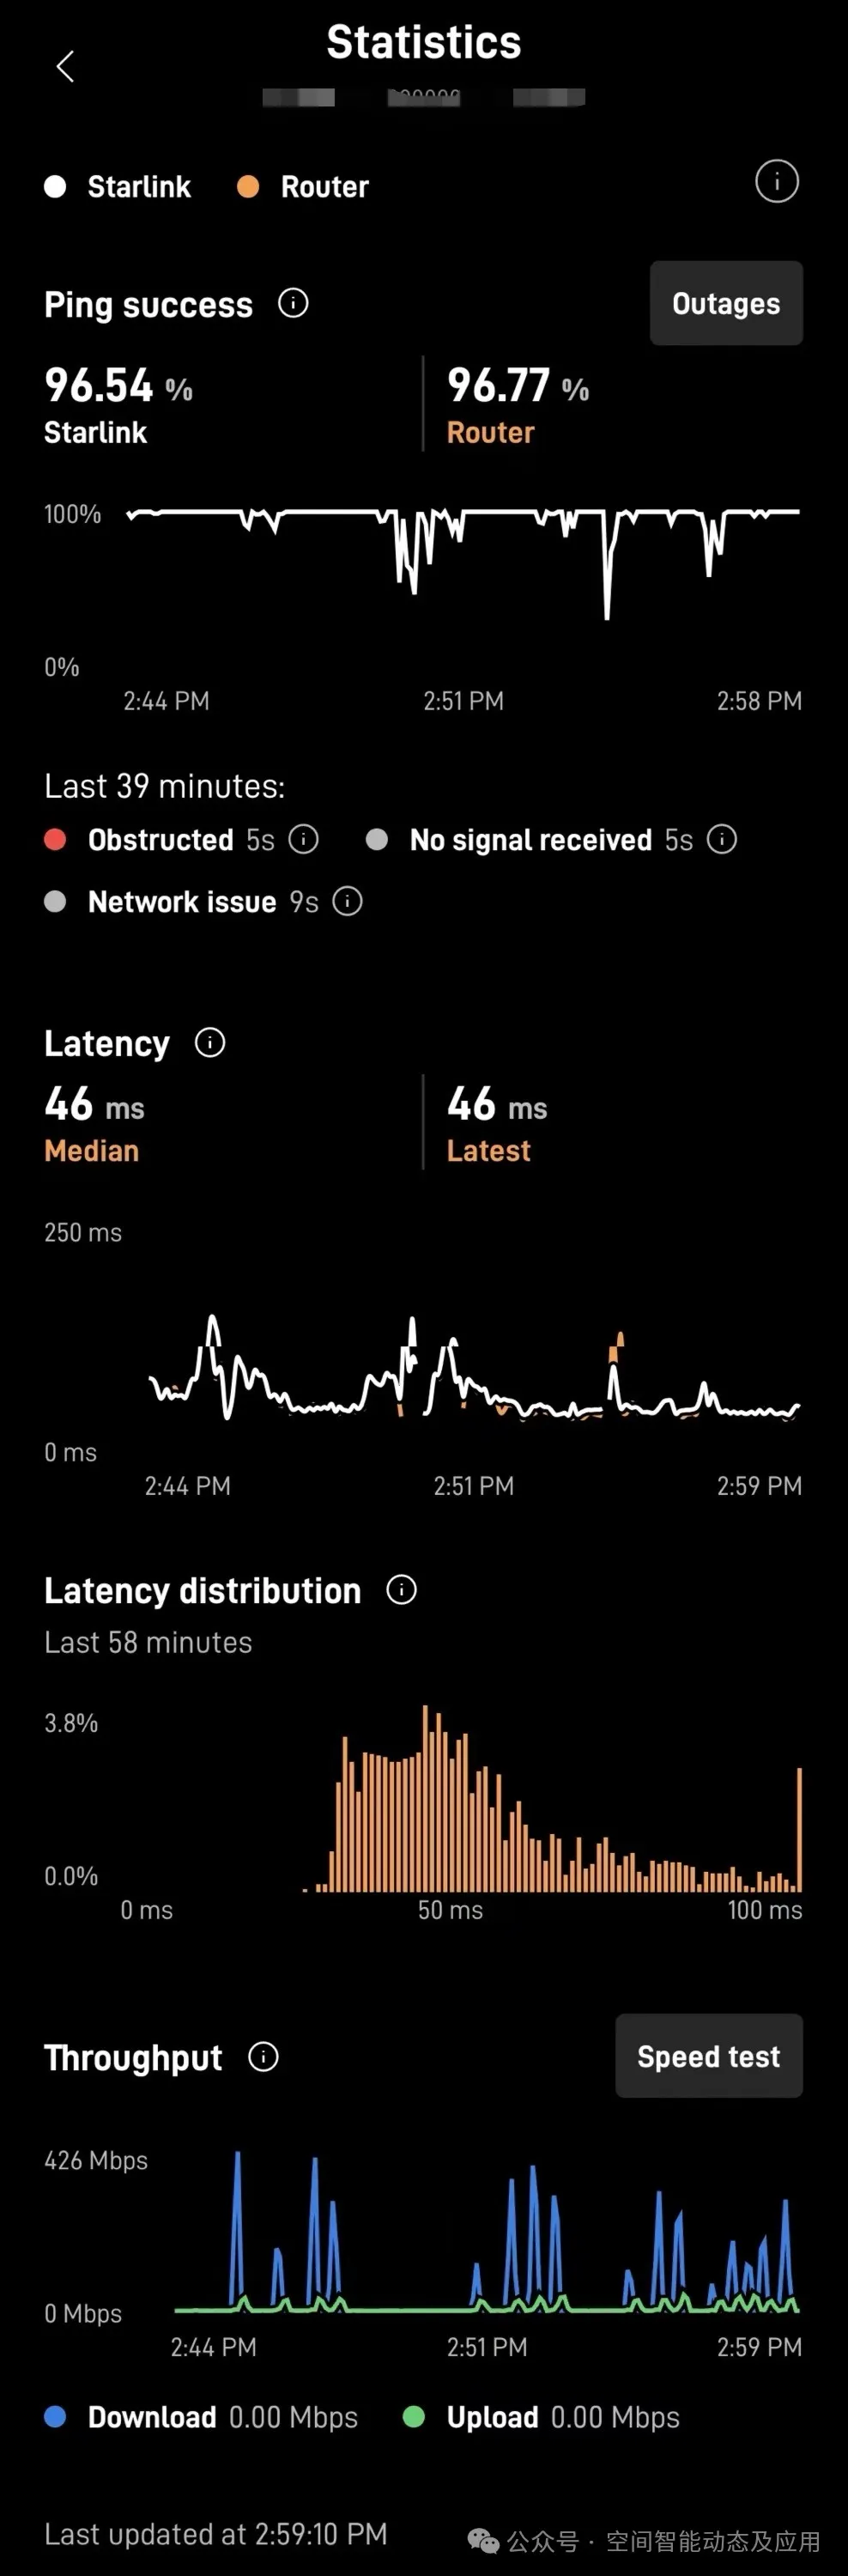 Statistics
Starlink Router
Ping success Outages
96.54 % 96.77 %
Starlink Router
100%
0%
2:44 PM 2:51 PM 2:58 PM
Last 39 minutes:
Obstructed 5s No signal received 5s
Network issue 9s
Latency
46 ms 46 ms
Median Latest
250 ms
0 ms
2:44 PM 2:51 PM 2:59 PM
Latency distribution
Last 58 minutes
3.8%
0.0%
0 ms 50 ms 100 ms
Throughput Speed test
426 Mbps
0 Mbps
2:44 PM 2:51 PM 2:59 PM
Download 0.00 Mbps Upload 0.00 Mbps
Last updated at 2:59:10 PM
公众号 · 空间智能动态及应用